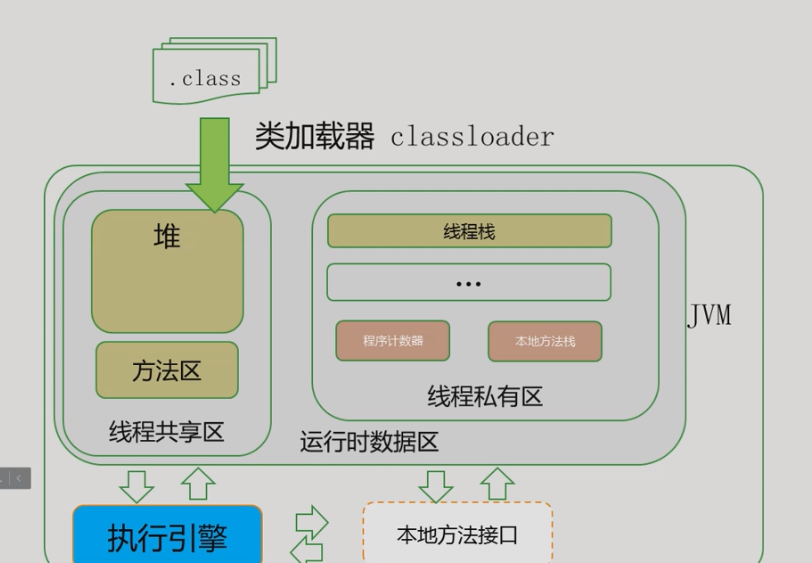 .class
类加载器 classloader
堆
线程栈
...
JVM
程序计数器
本地方法栈
方法区
线程私有区
线程共享区
运行时数据区
执行引擎
本地方法接口